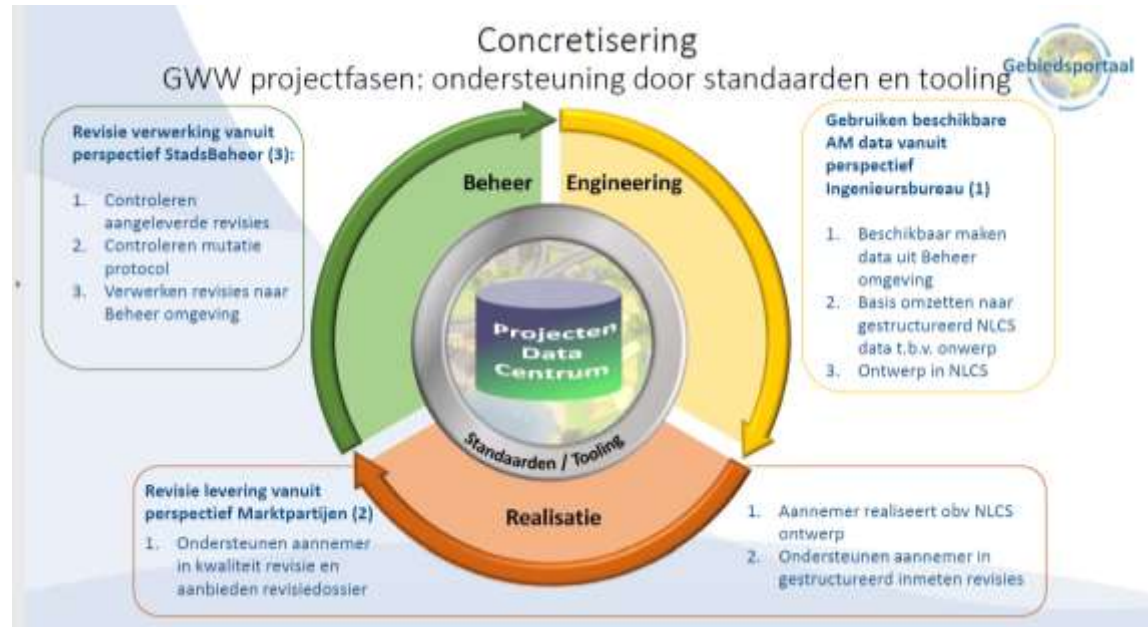 Concretisering
GWW projectfasen: ondersteuning door standaarden en tooling
Gebiedsportaal
Revisie verwerking vanuit
perspectief StadsBeheer (3):
1. Controleren
aangeleverde revisies
2. Controleren mutatie
protocol
3. Verwerken revisies naar
Beheer omgeving
Beheer
Engineering
Gebruiken beschikbare
AM data vanuit
perspectief
Ingenieursbureau (1)
1. Beschikbaar maken
data uit Beheer
omgeving
2. Basis omzetten naar
gestructureerd NLCS
data t.b.v. onwerp
3. Ontwerp in NLCS
Projecten
Data
Centrum
Standaarden / Tooling
Realisatie
Revisie levering vanuit
perspectief Marktpartijen (2)
1. Ondersteunen aannemer
in kwaliteit revisie en
aanbieden revisiedossier
1. Aannemer realiseert obv NLCS
ontwerp
2. Ondersteunen aannemer in
gestructureerd inmeten revisies